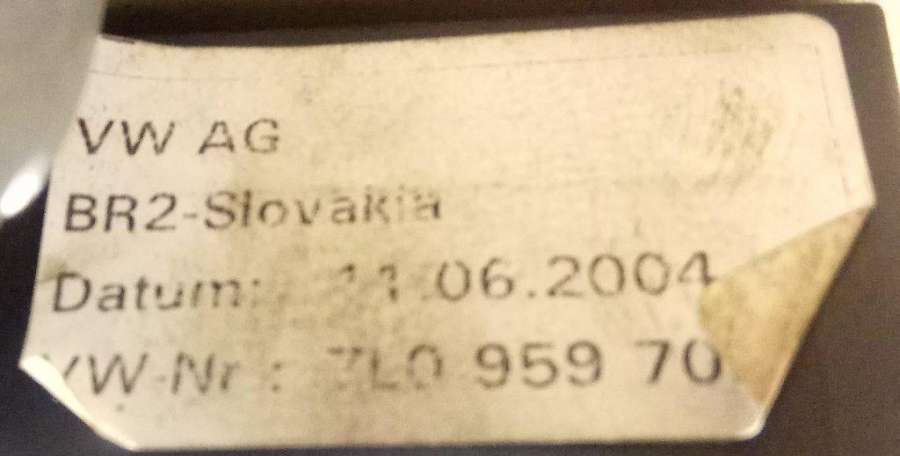 VW AG
BR2-Slovakia
Datum: 11.06.2004
VW-Nr.: 7L0 959 70